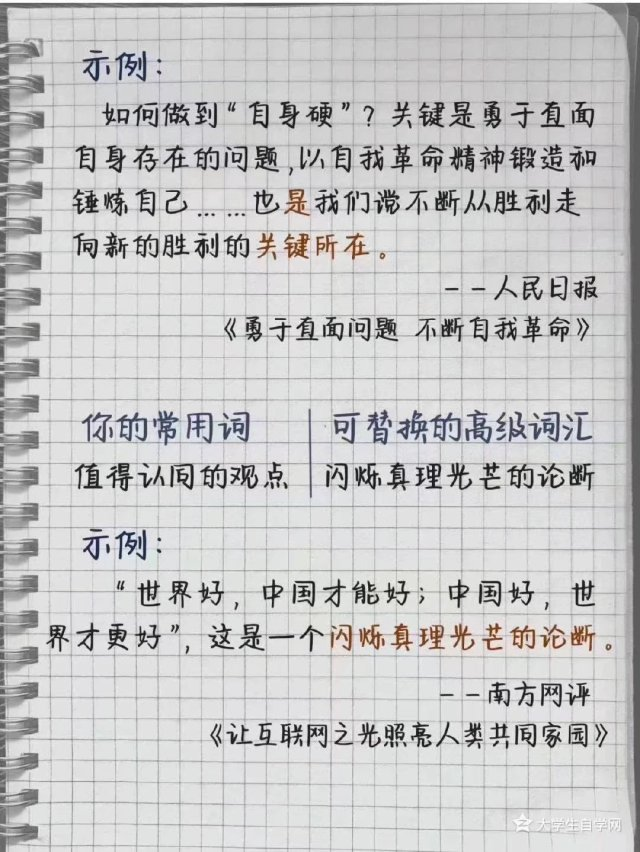 示例：
如何做到“自身硬”？关键是勇于直面
自身存在的问题，以自我革命精神锻造和
锤炼自己……也是我们党不断从胜利走
向新的胜利的关键所在。
--人民日报
《勇于直面问题 不断自我革命》
你的常用词 可替换的高级词汇
值得认同的观点 闪烁真理光芒的论断
示例：
“世界好，中国才能好；中国好，世
界才更好”，这是一个闪烁真理光芒的论断。
--南方网评
《让互联网之光照亮人类共同家园》
大学生自学网